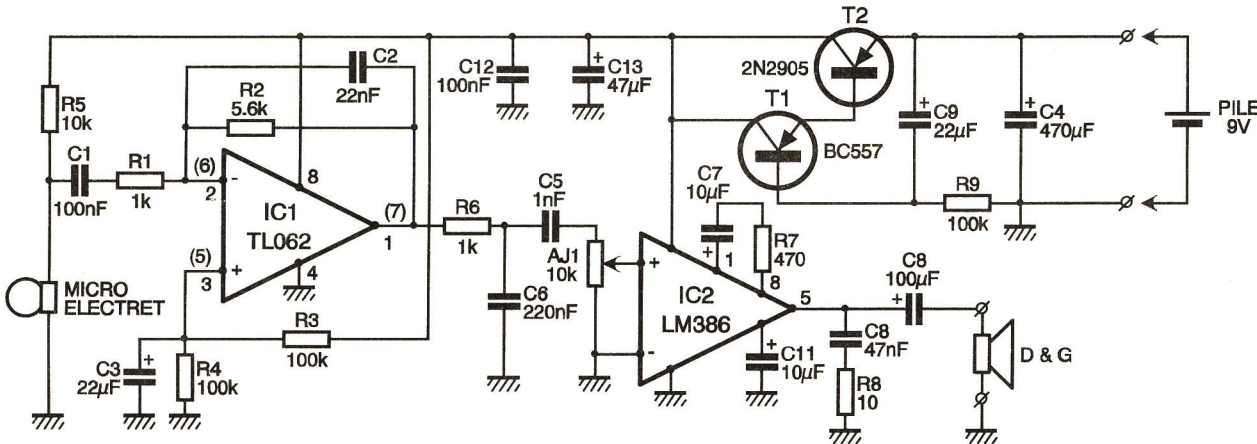 T2
2N2905
T1
BC557
C2
22nF
R2
5.6k
C12
100nF
+
C13
47µF
R5
10k
C1
100nF
R1
1k
(6)
2
-
8
IC1
TL062
(7)
1
(5)
3
+
4
MICRO
ELECTRET
R3
100k
C3
22µF
+
R4
100k
R6
1k
C5
1nF
AJ1
10k
C6
220nF
C7
10µF
+
1
R7
470
8
+
IC2
LM386
-
5
+
C11
10µF
C8
47nF
R8
10
C8
100µF
+
D & G
+
C9
22µF
+
C4
470µF
R9
100k
PILE
9V